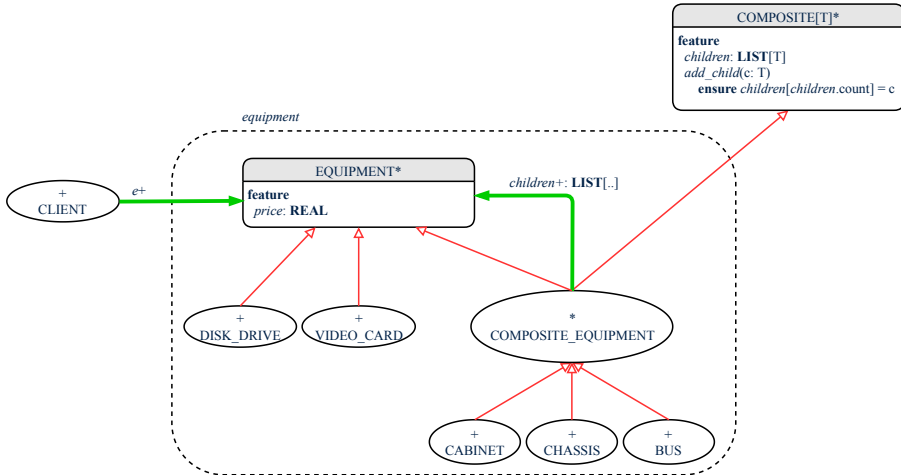 COMPOSITE[T]*
feature
children: LIST[T]
add_child(c: T)
ensure children[children.count] = c
equipment
EQUIPMENT*
feature
price: REAL
children+: LIST[..]
e+
+
CLIENT
+
DISK_DRIVE
+
VIDEO_CARD
*
COMPOSITE_EQUIPMENT
+
CABINET
+
CHASSIS
+
BUS